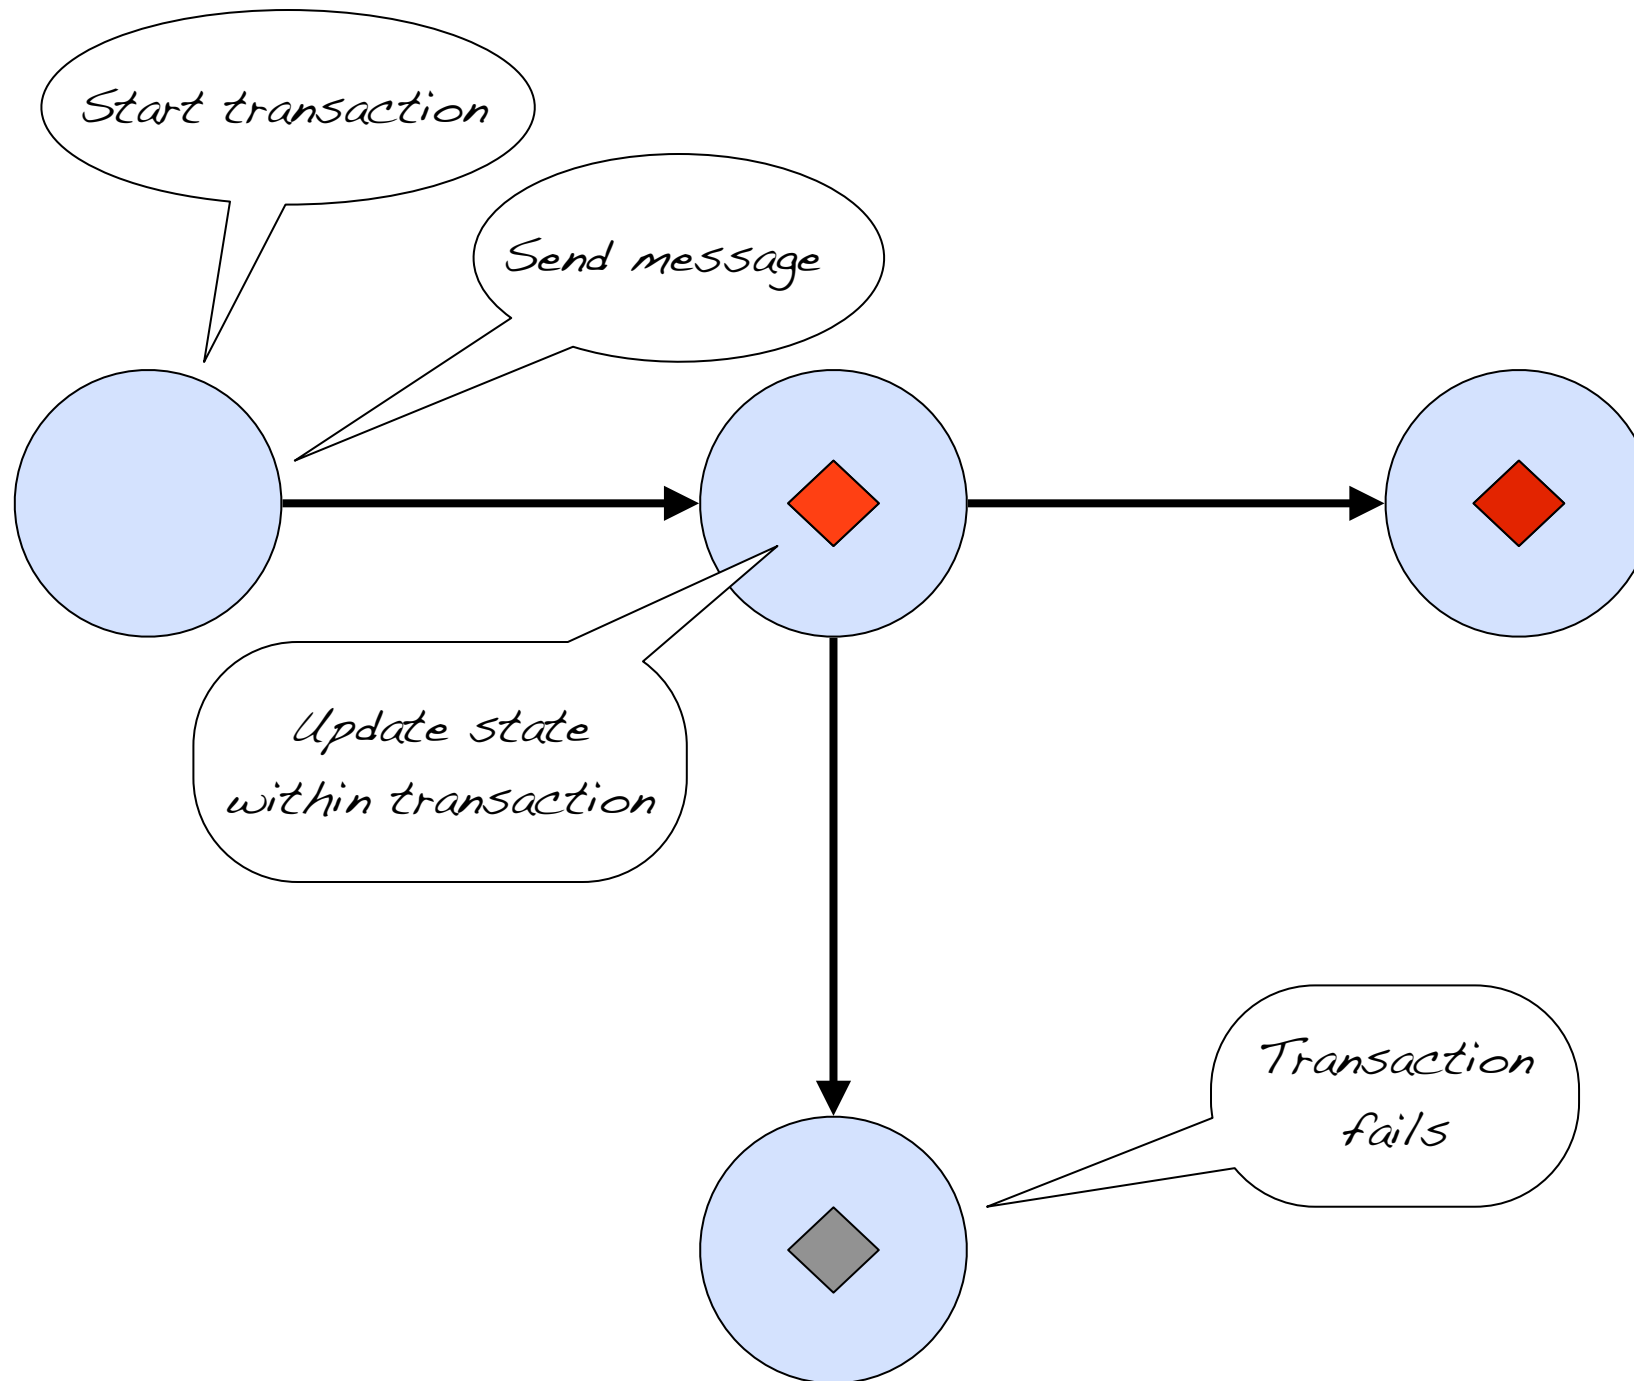 Start transaction
Send message
Update state
within transaction
Transaction
fails